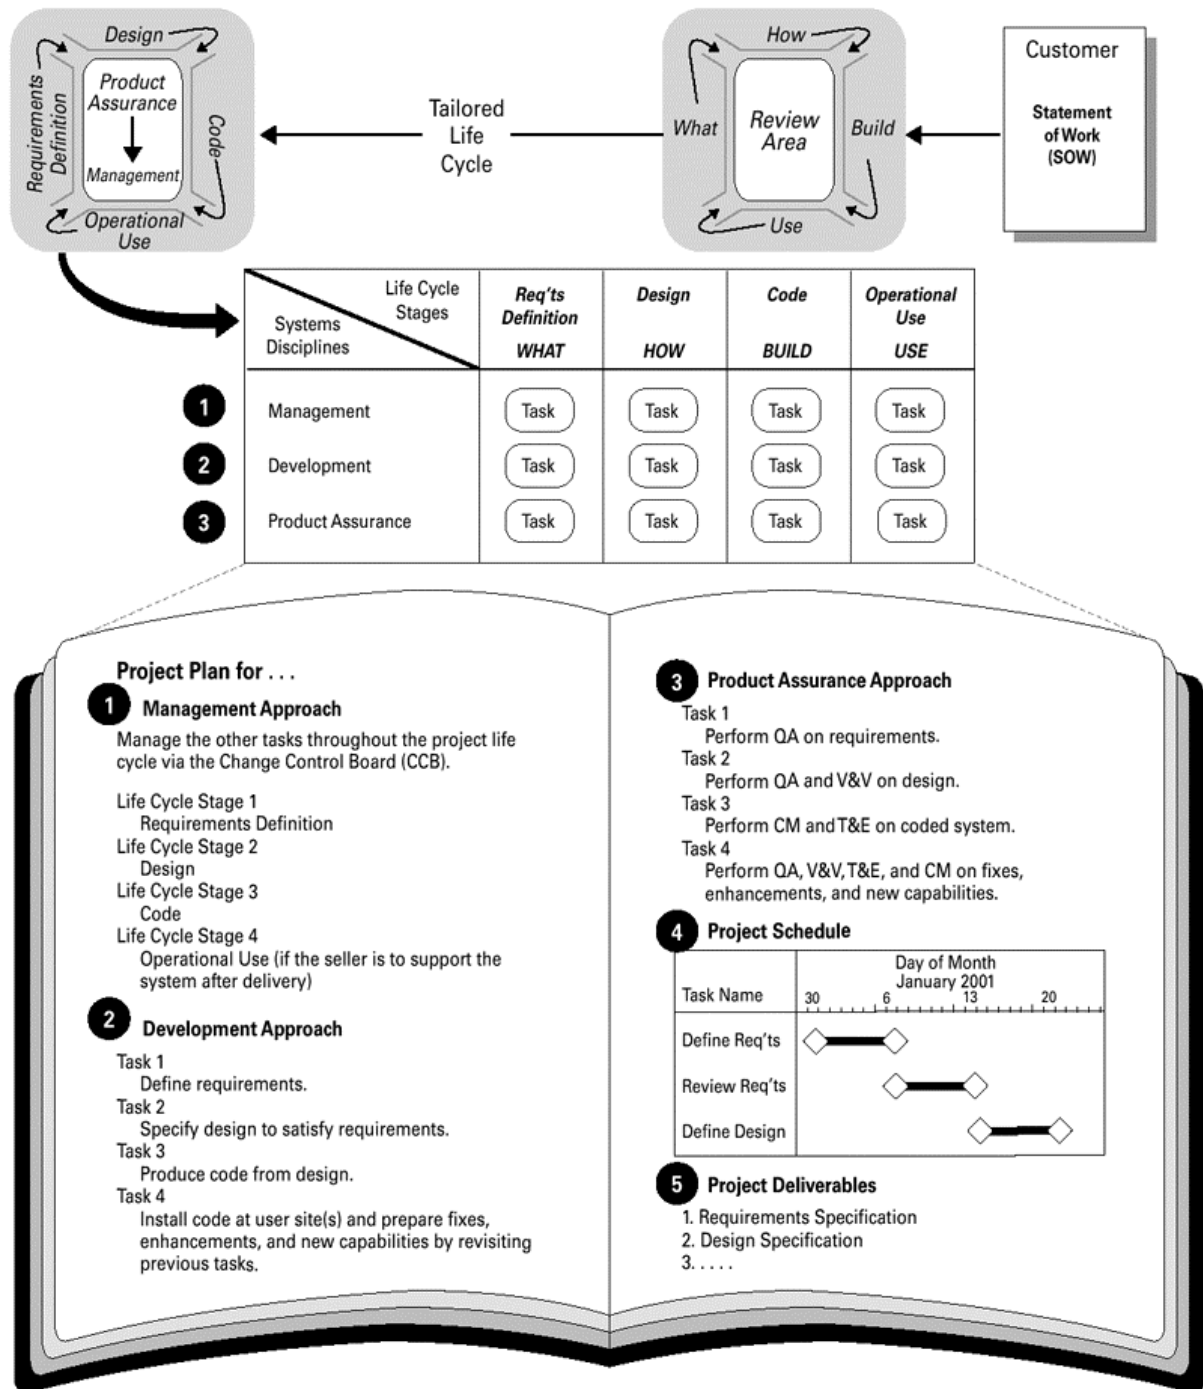 Design
Requirements
Definition
Product
Assurance
Management
Code
Operational
Use
Tailored
Life
Cycle
How
What
Review
Area
Build
Use
Customer
Statement
of Work
(SOW)
Life Cycle
Stages
Systems
Disciplines
Req'ts
Definition
WHAT
Design
HOW
Code
BUILD
Operational
Use
USE
1 Management Task Task Task Task
2 Development Task Task Task Task
3 Product Assurance Task Task Task Task
Project Plan for . . .
1 Management Approach
Manage the other tasks throughout the project life
cycle via the Change Control Board (CCB).
Life Cycle Stage 1
Requirements Definition
Life Cycle Stage 2
Design
Life Cycle Stage 3
Code
Life Cycle Stage 4
Operational Use (if the seller is to support the
system after delivery)
2 Development Approach
Task 1
Define requirements.
Task 2
Specify design to satisfy requirements.
Task 3
Produce code from design.
Task 4
Install code at user site(s) and prepare fixes,
enhancements, and new capabilities by revisiting
previous tasks.
3 Product Assurance Approach
Task 1
Perform QA on requirements.
Task 2
Perform QA and V&V on design.
Task 3
Perform CM and T&E on coded system.
Task 4
Perform QA, V&V, T&E, and CM on fixes,
enhancements, and new capabilities.
4 Project Schedule
Day of Month
January 2001
Task Name 30 6 13 20
Define Req'ts
Review Req'ts
Define Design
5 Project Deliverables
1. Requirements Specification
2. Design Specification
3. . . . .